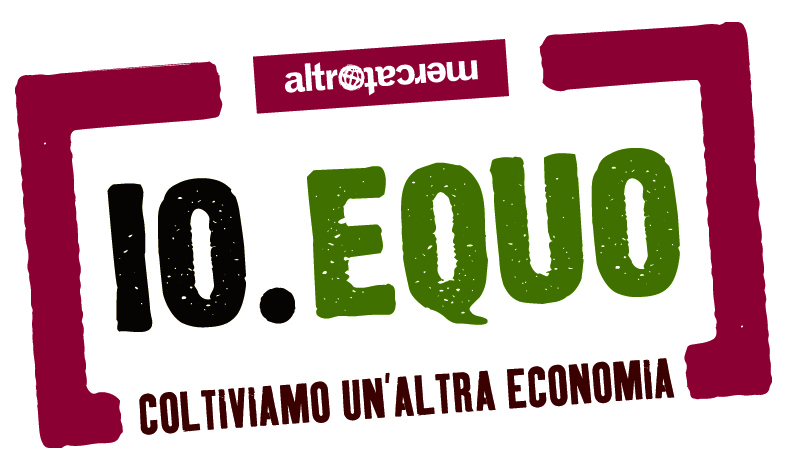 altromercato
IO.EQUO
COLTIVIAMO UN'ALTRA ECONOMIA